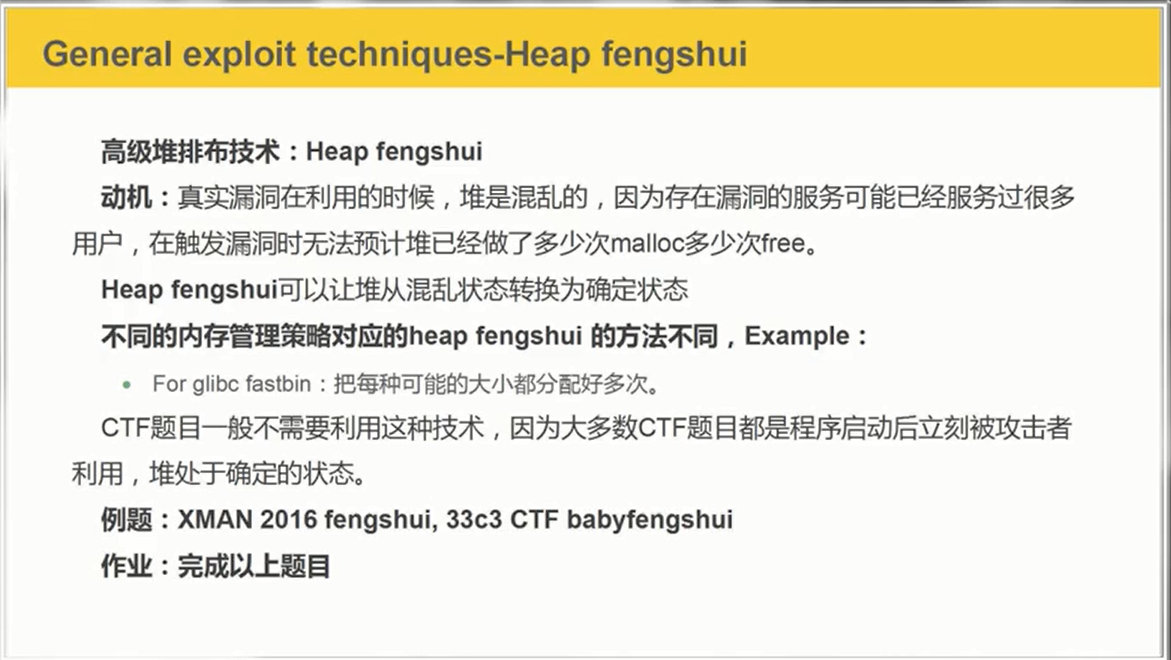 General exploit techniques-Heap fengshui
高级堆排布技术：Heap fengshui
动机：真实漏洞在利用的时候，堆是混乱的，因为存在漏洞的服务可能已经服务过很多
用户，在触发漏洞时无法预计堆已经做了多少次malloc多少次free。
Heap fengshui可以让堆从混乱状态转换为确定状态
不同的内存管理策略对应的heap fengshui 的方法不同，Example：
• For glibc fastbin：把每种可能的大小都分配好多次。
CTF题目一般不需要利用这种技术，因为大多数CTF题目都是程序启动后立刻被攻击者
利用，堆处于确定的状态。
例题：XMAN 2016 fengshui, 33c3 CTF babyfengshui
作业：完成以上题目